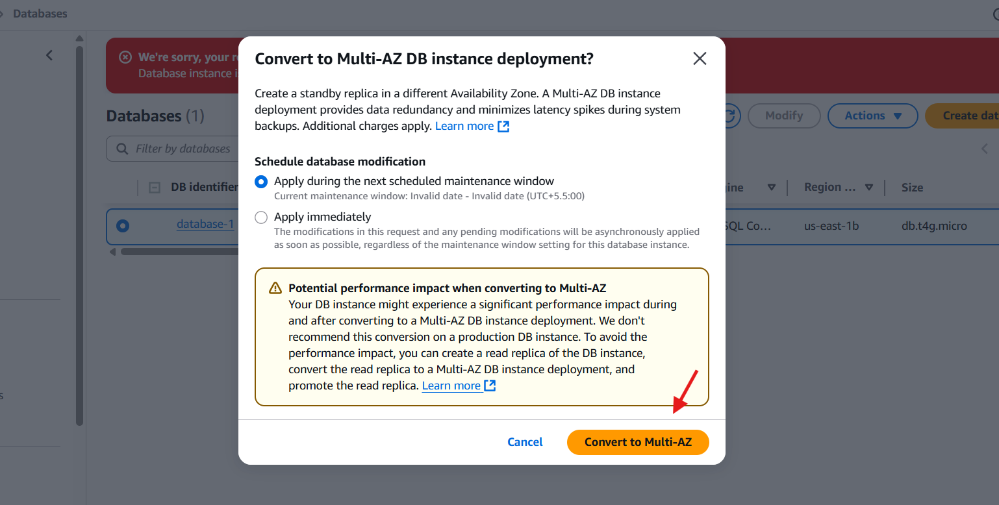 Databases
We're sorry, your
Database instance
Convert to Multi-AZ DB instance deployment?
Create a standby replica in a different Availability Zone. A Multi-AZ DB instance
deployment provides data redundancy and minimizes latency spikes during system
backups. Additional charges apply. Learn more
Databases (1)
Modify
Actions
Create
Filter by databases
Schedule database modification
Apply during the next scheduled maintenance window
Current maintenance window: Invalid date - Invalid date (UTC+5.5:00)
DB identifier
Region ...
Size
Apply immediately
The modifications in this request and any pending modifications will be asynchronously applied
as soon as possible, regardless of the maintenance window setting for this database instance.
database-1
SQL Co...
us-east-1b
db.t4g.micro
Potential performance impact when converting to Multi-AZ
Your DB instance might experience a significant performance impact during
and after converting to a Multi-AZ DB instance deployment. We don't
recommend this conversion on a production DB instance. To avoid the
performance impact, you can create a read replica of the DB instance,
convert the read replica to a Multi-AZ DB instance deployment, and
promote the read replica. Learn more
Cancel
Convert to Multi-AZ